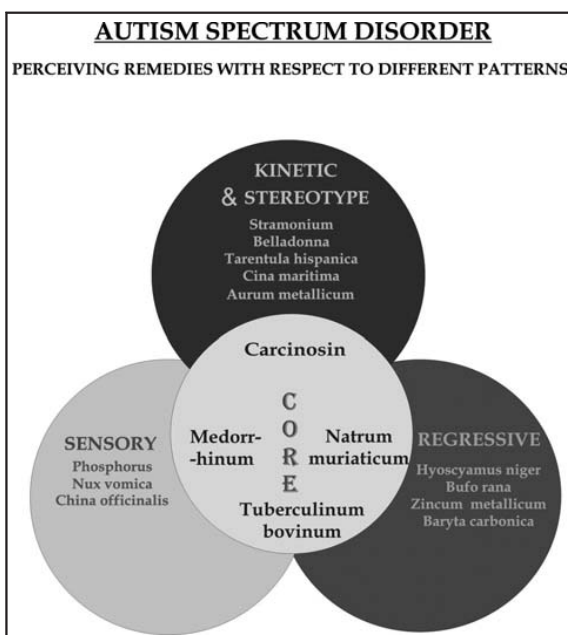 AUTISM SPECTRUM DISORDER
PERCEIVING REMEDIES WITH RESPECT TO DIFFERENT PATTERNS
KINETIC
& STEREOTYPE
Stramonium
Belladonna
Tarentula hispanica
Cina maritima
Aurum metallicum
Carcinosin
CORE
Medorr-
-hinum
Natrum
muriaticum
Tuberculinum
bovinum
SENSORY
Phosphorus
Nux vomica
China officinalis
REGRESSIVE
Hyoscyamus niger
Bufo rana
Zincum metallicum
Baryta carbonica